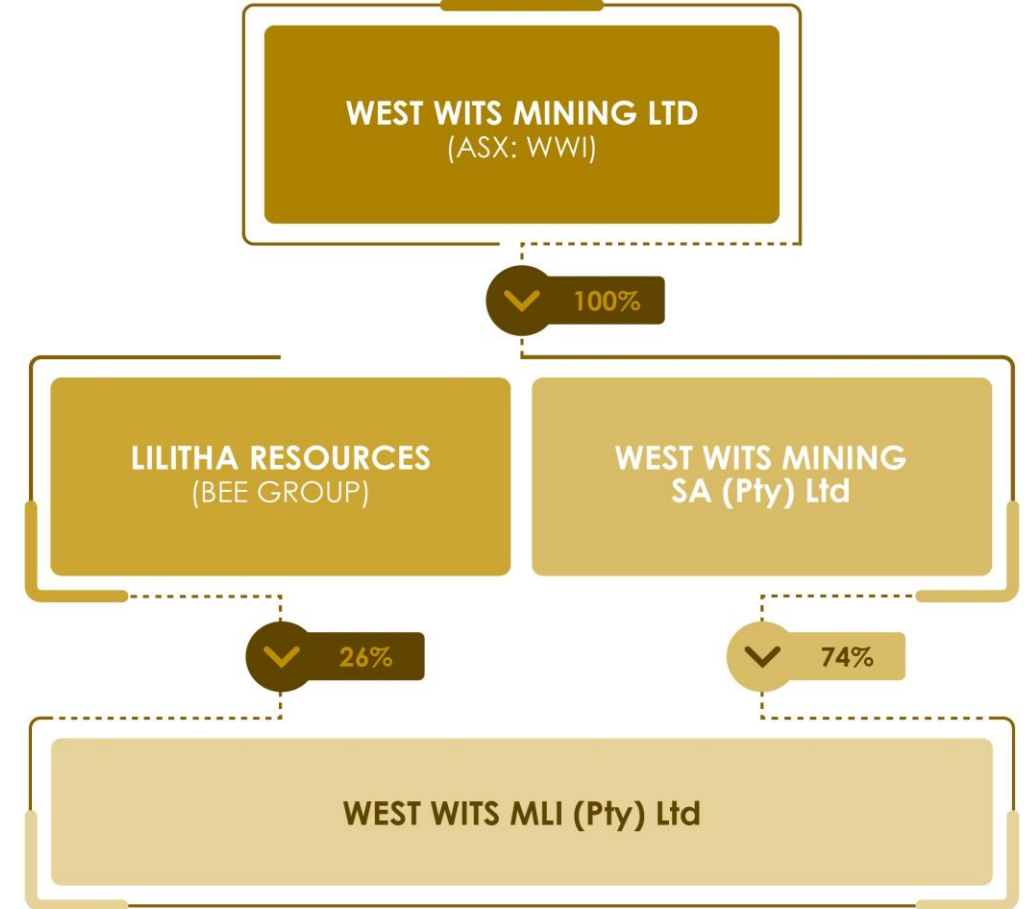 WEST WITS MINING LTD
(ASX: WWI)
100%
LILITHA RESOURCES
(BEE GROUP)
WEST WITS MINING
SA (Pty) Ltd
26%
74%
WEST WITS MLI (Pty) Ltd